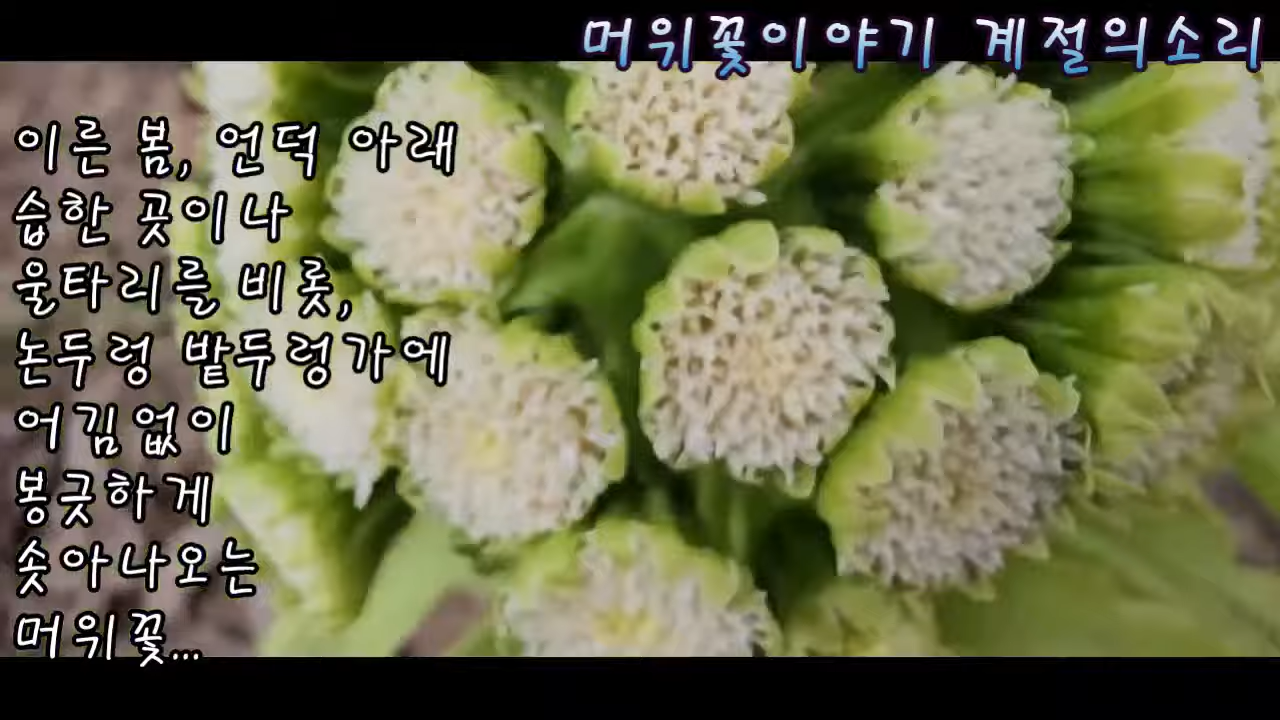 머위꽃이야기 계절의소리
이른 봄, 언덕 아래
습한 곳이나
울타리를 비롯,
논두렁 밭두렁가에
어김없이
봉긋하게
솟아나오는
머위꽃...